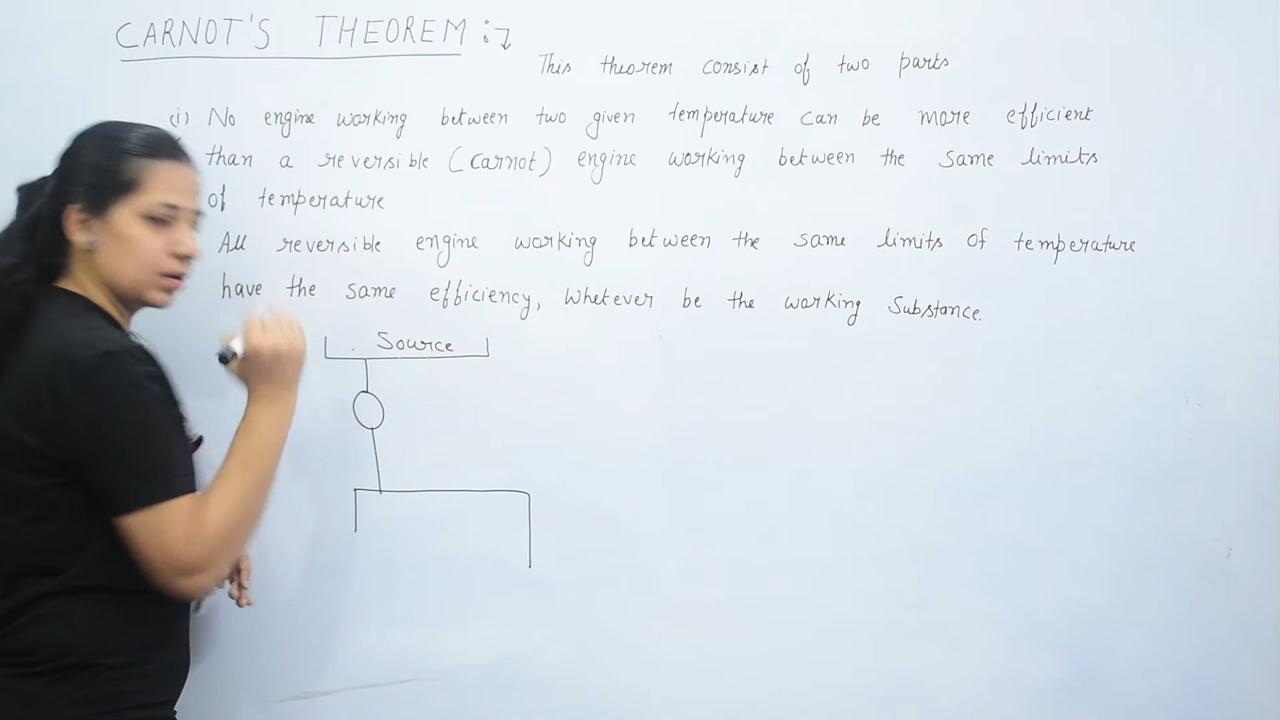 CARNOT'S THEOREM :
This theorem consist of two parts
(i) No engine working between two given temperature can be more efficient
than a reversible (Carnot) engine working between the same limits
of temperature
All reversible engine working between the same limits of temperature
have the same efficiency, Whatever be the working Substance.
Source